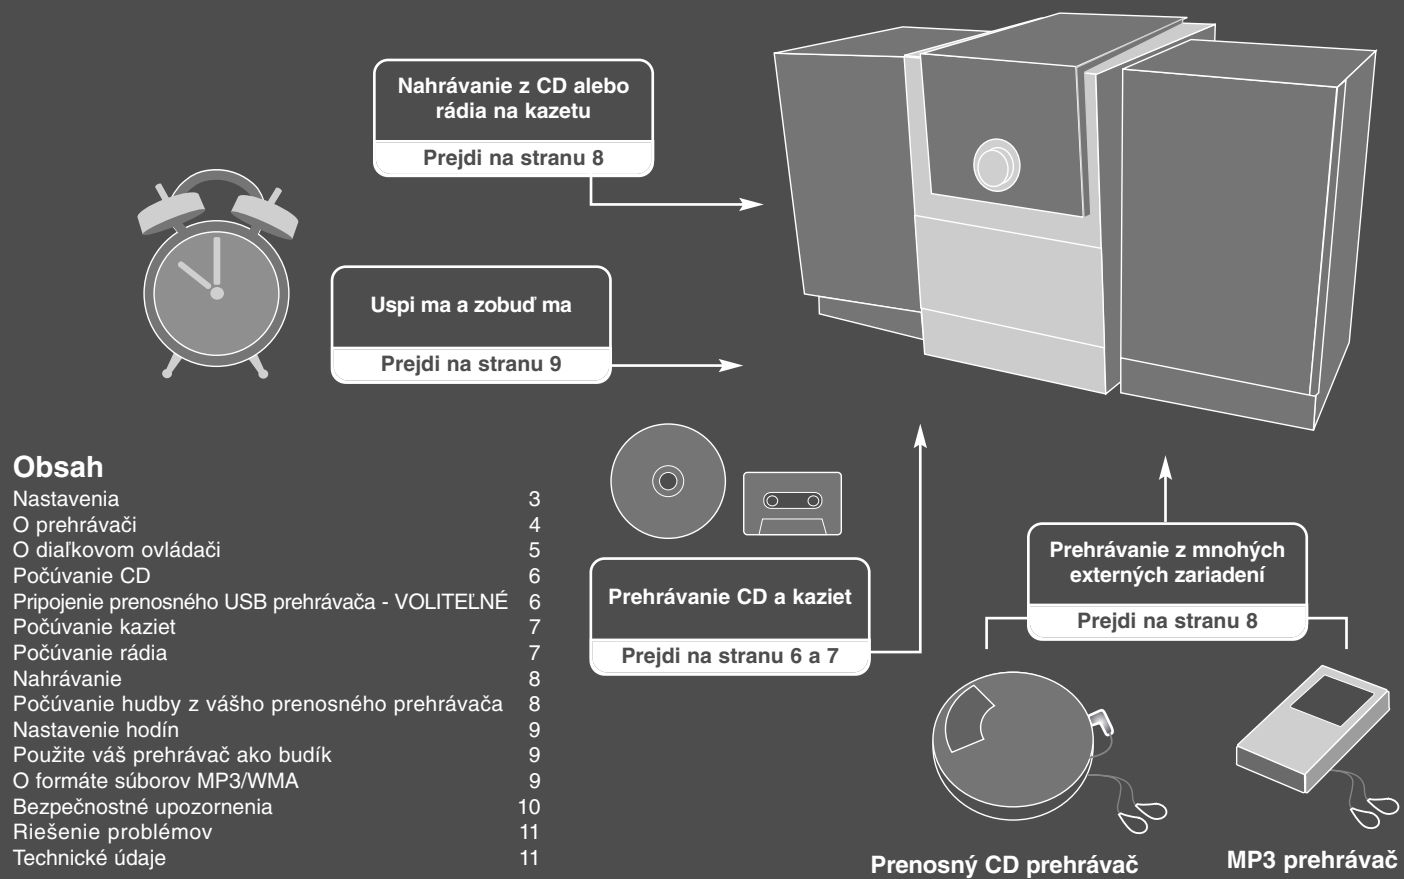 Nahrávanie z CD alebo
rádia na kazetu
Prejdi na stranu 8
Uspi ma a zobuď ma
Prejdi na stranu 9
Obsah
Nastavenia 3
O prehrávači 4
O diaľkovom ovládači 5
Počúvanie CD 6
Pripojenie prenosného USB prehrávača - VOLITEĽNÉ 6
Počúvanie kaziet 7
Počúvanie rádia 7
Nahrávanie 8
Počúvanie hudby z vášho prenosného prehrávača 8
Nastavenie hodín 9
Použite váš prehrávač ako budík 9
O formáte súborov MP3/WMA 9
Bezpečnostné upozornenia 10
Riešenie problémov 11
Technické údaje 11
Prehrávanie CD a kaziet
Prejdi na stranu 6 a 7
Prehrávanie z mnohých
externých zariadení
Prejdi na stranu 8
Prenosný CD prehrávač
MP3 prehrávač